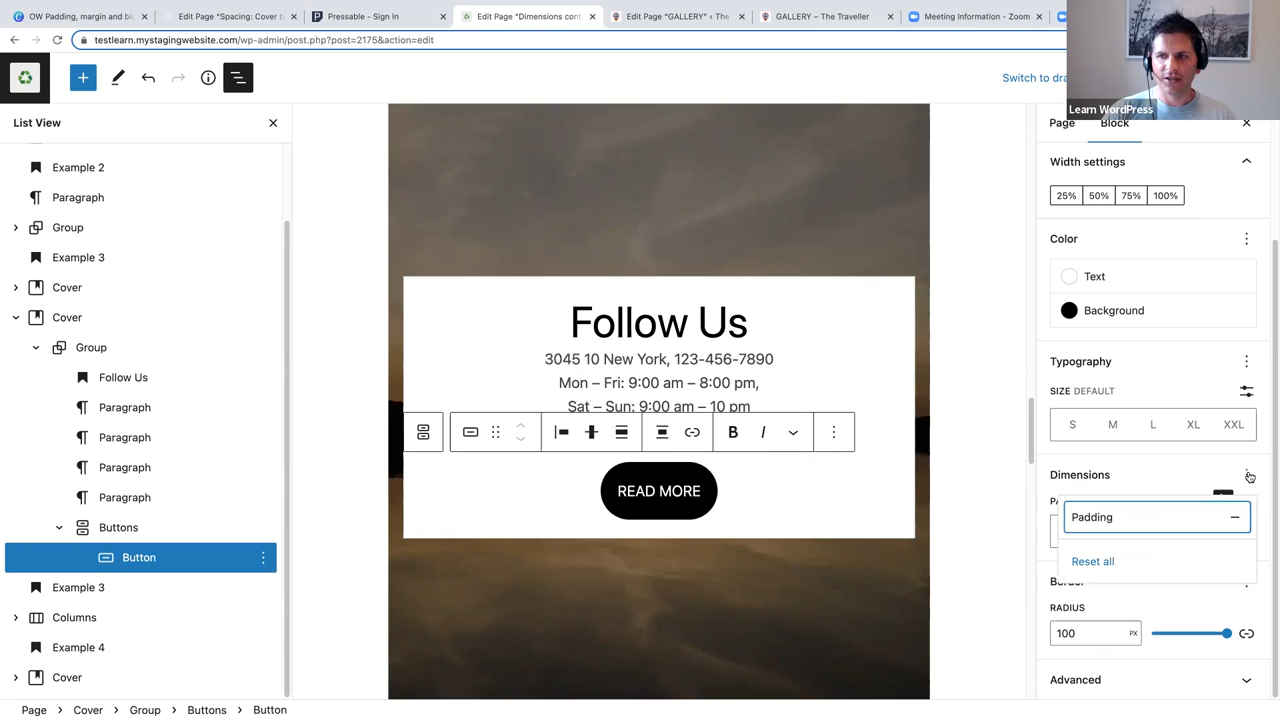 OW Padding, margin and bl
Edit Page "Spacing: Cover b
Pressable - Sign In
Edit Page "Dimensions cont
Edit Page "GALLERY" ‹ The
GALLERY – The Traveller
Meeting Information - Zoom
testlearn.mystagingwebsite.com/wp-admin/post.php?post=2175&action=edit
Switch to dra
Learn WordPress
List View
Example 2
Paragraph
Group
Example 3
Cover
Cover
Group
Follow Us
Paragraph
Paragraph
Paragraph
Paragraph
Buttons
Button
Example 3
Columns
Example 4
Cover
Follow Us
3045 10 New York, 123-456-7890
Mon – Fri: 9:00 am – 8:00 pm,
Sat – Sun: 9:00 am – 10 pm
B I
READ MORE
Page Block
Width settings
25% 50% 75% 100%
Color
Text
Background
Typography
SIZE DEFAULT
S M L XL XXL
Dimensions
Padding
Reset all
RADIUS
100 PX
Advanced
Page > Cover > Group > Buttons > Button